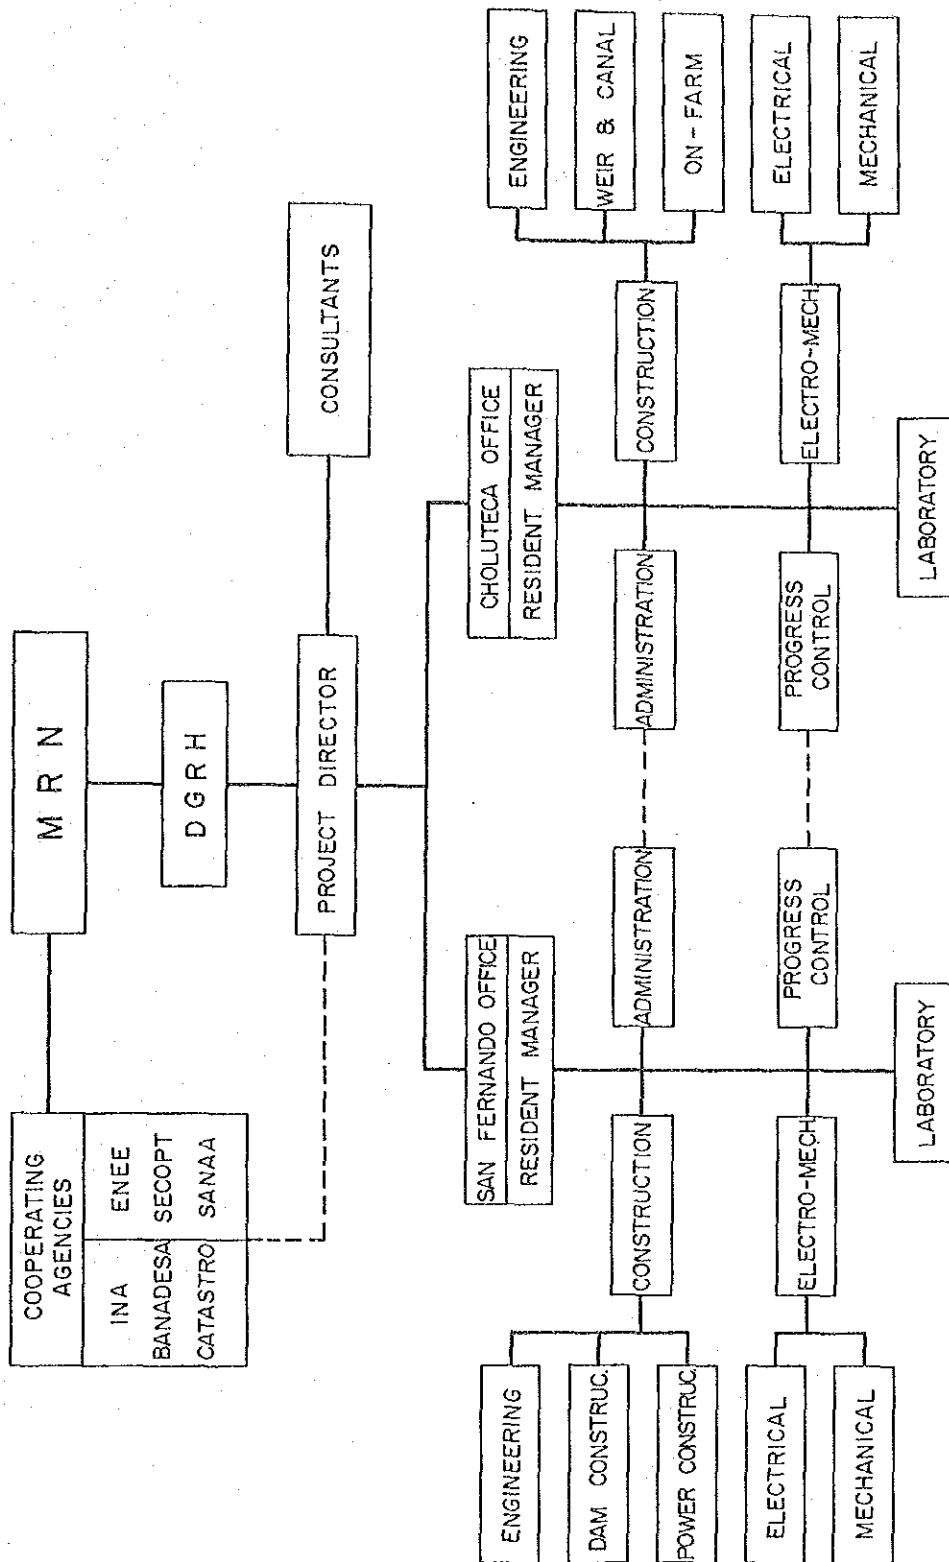 M R N
COOPERATING
AGENCIES
INA ENEE
BANADESA SECOPT
CATASTRO SANAA
D G R H
PROJECT DIRECTOR
CONSULTANTS
SAN FERNANDO OFFICE
RESIDENT MANAGER
CHOLUTECA OFFICE
RESIDENT MANAGER
ENGINEERING
DAM CONSTRUC.
POWER CONSTRUC.
CONSTRUCTION
ADMINISTRATION
ADMINISTRATION
CONSTRUCTION
ENGINEERING
WEIR & CANAL
ON-FARM
ELECTRICAL
MECHANICAL
ELECTRO-MECH
PROGRESS
CONTROL
PROGRESS
CONTROL
ELECTRO-MECH
ELECTRICAL
MECHANICAL
LABORATORY
LABORATORY